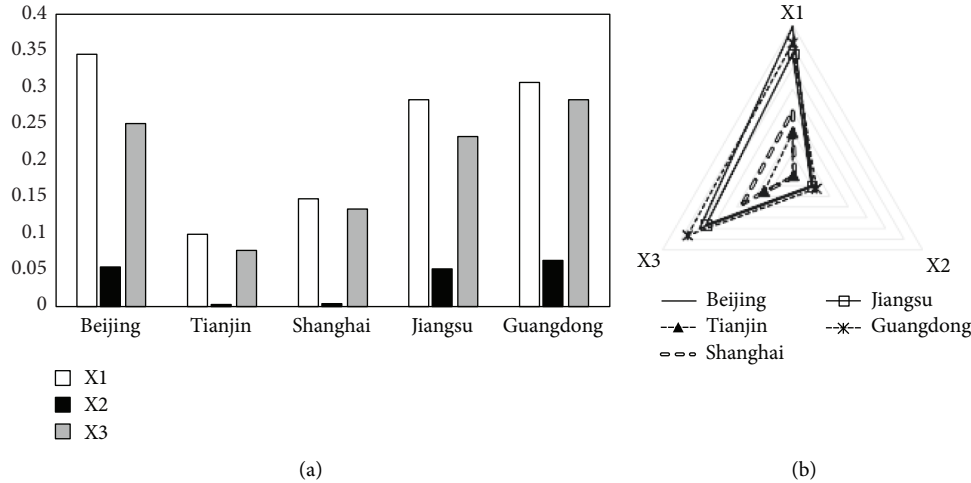 0.4
0.35
0.3
0.25
0.2
0.15
0.1
0.05
0
Beijing
Tianjin
Shanghai
Jiangsu
Guangdong
X1
X2
X3
(a)
X1
X3
X2
Beijing
Tianjin
Shanghai
Jiangsu
Guangdong
(b)